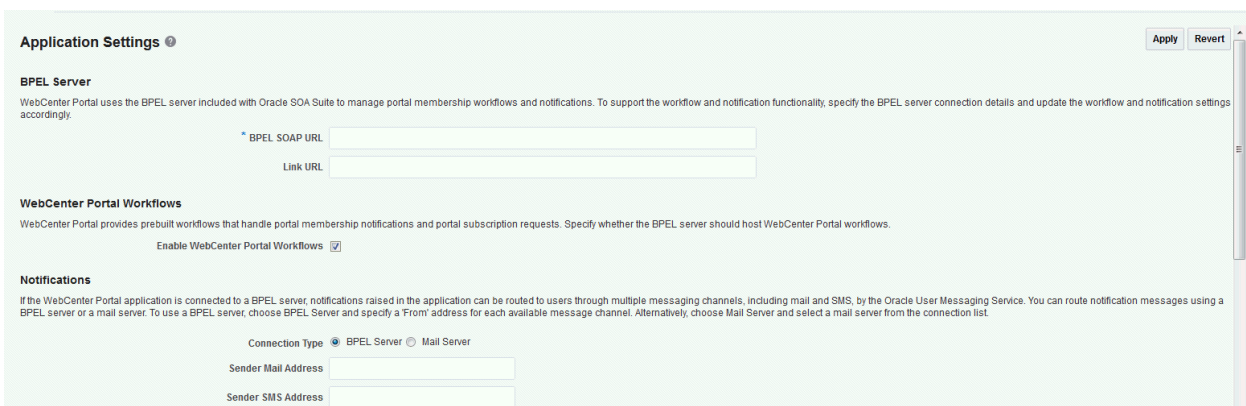 Application Settings ?
Apply Revert
BPEL Server
WebCenter Portal uses the BPEL server included with Oracle SOA Suite to manage portal membership workflows and notifications. To support the workflow and notification functionality, specify the BPEL server connection details and update the workflow and notification settings
accordingly.
* BPEL SOAP URL
Link URL
WebCenter Portal Workflows
WebCenter Portal provides prebuilt workflows that handle portal membership notifications and portal subscription requests. Specify whether the BPEL server should host WebCenter Portal workflows.
Enable WebCenter Portal Workflows
Notifications
If the WebCenter Portal application is connected to a BPEL server, notifications raised in the application can be routed to users through multiple messaging channels, including mail and SMS, by the Oracle User Messaging Service. You can route notification messages using a
BPEL server or a mail server. To use a BPEL server, choose BPEL Server and specify a 'From' address for each available message channel. Alternatively, choose Mail Server and select a mail server from the connection list.
Connection Type BPEL Server Mail Server
Sender Mail Address
Sender SMS Address